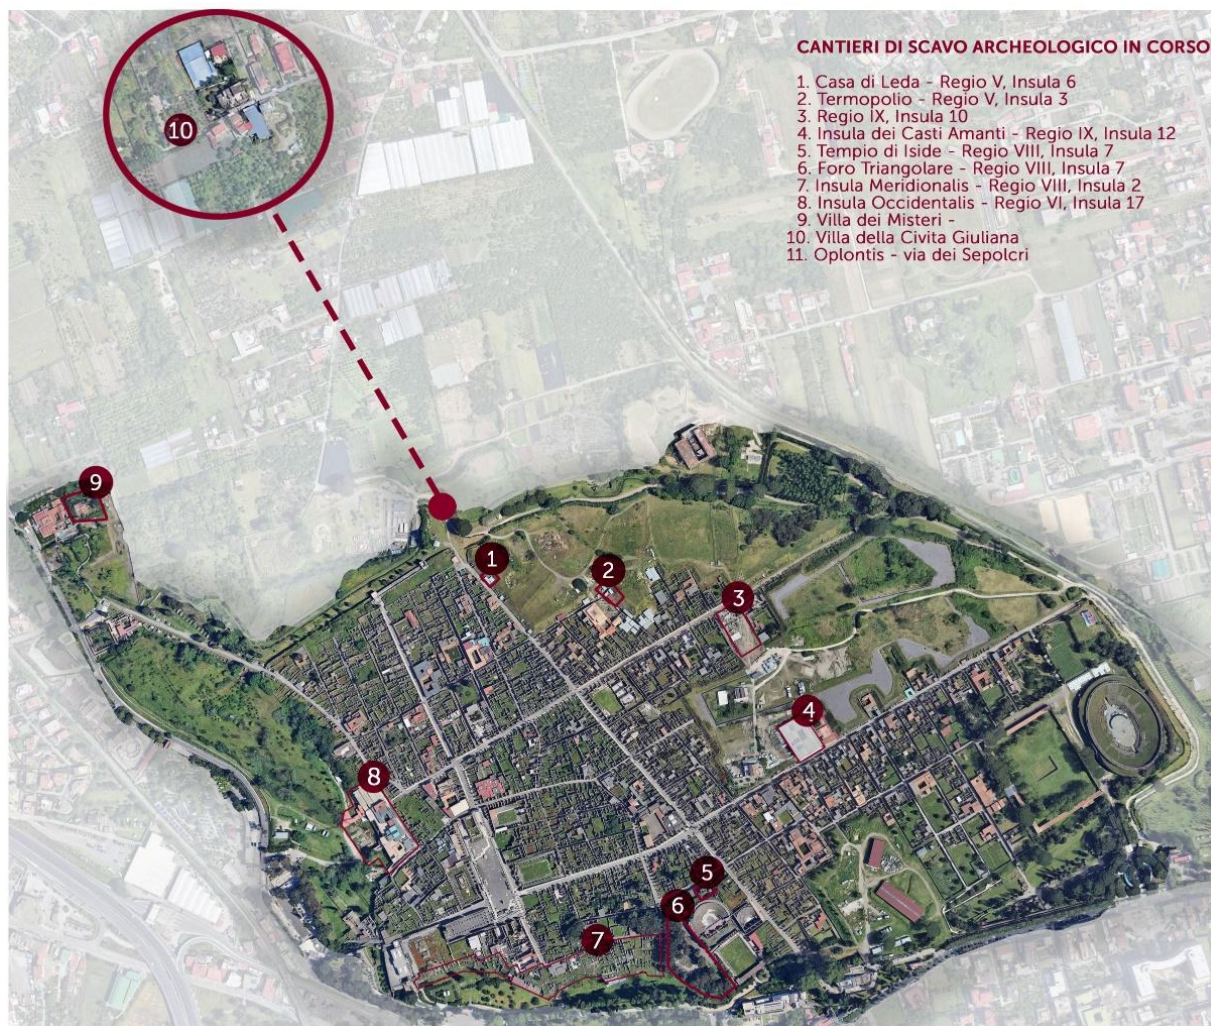 CANTIERI DI SCAVO ARCHEOLOGICO IN CORSO
1. Casa di Leda - Regio V, Insula 6
2. Termopolio - Regio V, Insula 3
3. Regio IX, Insula 10
4. Insula dei Casti Amanti - Regio IX, Insula 12
5. Tempio di Iside - Regio VIII, Insula 7
6. Foro Triangolare - Regio VIII, Insula 7
7. Insula Meridionalis - Regio VIII, Insula 2
8. Insula Occidentalis - Regio VI, Insula 17
9. Villa dei Misteri -
10. Villa della Civita Giuliana
11. Oplontis - via dei Sepolcri
10
9
1
2
3
4
8
5
6
7